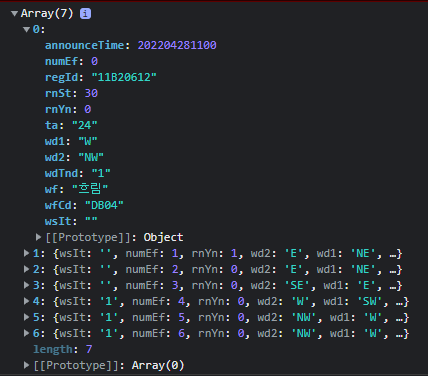 Array(7) i
0:
announceTime: 202204281100
numEf: 0
regId: "11B20612"
rnSt: 30
rnYn: 0
ta: "24"
wd1: "W"
wd2: "NW"
wdTnd: "1"
wf: "흐림"
wfCd: "DB04"
wsIt: ""
[[Prototype]]: Object
1: {wsIt: '', numEf: 1, rnYn: 1, wd2: 'E', wd1: 'NE', …}
2: {wsIt: '', numEf: 2, rnYn: 0, wd2: 'E', wd1: 'NE', …}
3: {wsIt: '', numEf: 3, rnYn: 0, wd2: 'SE', wd1: 'E', …}
4: {wsIt: '1', numEf: 4, rnYn: 0, wd2: 'W', wd1: 'SW', …}
5: {wsIt: '1', numEf: 5, rnYn: 0, wd2: 'NW', wd1: 'W', …}
6: {wsIt: '1', numEf: 6, rnYn: 0, wd2: 'NW', wd1: 'W', …}
length: 7
[[Prototype]]: Array(0)